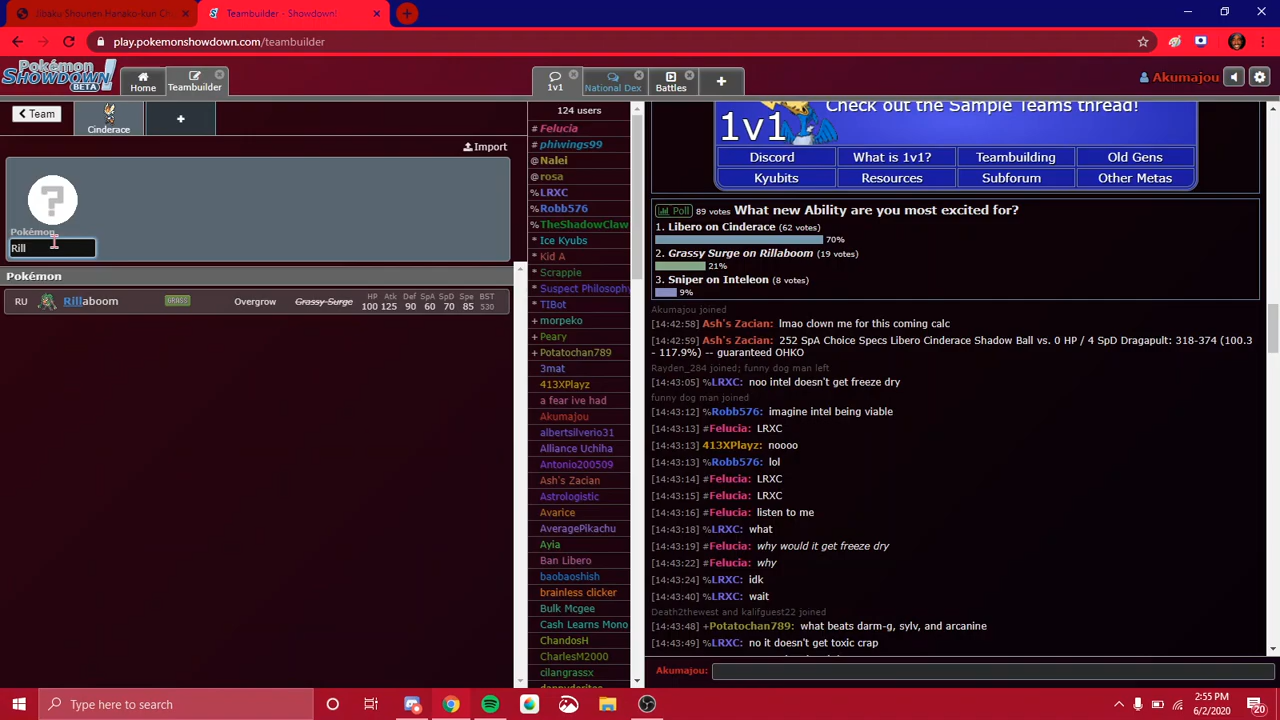 Jibaku Shounen Hanako-kun Ch
Teambuilder - Showdown!
play.pokemonshowdown.com/teambuilder
Pokémon
SHOWDOWN!
BETA
Home
Teambuilder
1v1
National Dex
Battles
Akumajou
Team
Cinderace
Import
Pokémon
Rill
Pokémon
RU Rillaboom GRASS Overgrow Grassy Surge HP 100 Atk 125 Def 90 SpA 60 SpD 70 Spe 85 BST 530
124 users
# Felucia
# phiwings99
@ Nalei
@ rosa
% LRXC
% Robb576
% TheShadowClaw
* Ice Kyubs
* Kid A
* Scrappie
* Suspect Philosophy
* TIBot
+ morpeko
+ Peary
+ Potatochan789
3mat
413XPlayz
a fear ive had
Akumajou
albertsilverio31
Alliance Uchiha
Antonio200509
Ash's Zacian
Astrologistic
Avarice
AveragePikachu
Ayia
Ban Libero
baobaoshish
brainless clicker
Bulk Mcgee
Cash Learns Mono
ChandosH
CharlesM2000
cilangrassx
1v1
Check out the Sample Teams thread!
Discord What is 1v1? Teambuilding Old Gens
Kyubits Resources Subforum Other Metas
Poll 89 votes What new Ability are you most excited for?
1. Libero on Cinderace (62 votes)
70%
2. Grassy Surge on Rillaboom (19 votes)
21%
3. Sniper on Inteleon (8 votes)
9%
Akumajou joined
[14:42:58] Ash's Zacian: lmao clown me for this coming calc
[14:42:59] Ash's Zacian: 252 SpA Choice Specs Libero Cinderace Shadow Ball vs. 0 HP / 4 SpD Dragapult: 318-374 (100.3
- 117.9%) -- guaranteed OHKO
Rayden_284 joined; funny dog man left
[14:43:05] %LRXC: noo intel doesn't get freeze dry
funny dog man joined
[14:43:12] %Robb576: imagine intel being viable
[14:43:13] #Felucia: LRXC
[14:43:13] 413XPlayz: noooo
[14:43:13] %Robb576: lol
[14:43:14] #Felucia: LRXC
[14:43:15] #Felucia: LRXC
[14:43:16] #Felucia: listen to me
[14:43:18] %LRXC: what
[14:43:19] #Felucia: why would it get freeze dry
[14:43:22] #Felucia: why
[14:43:24] %LRXC: idk
[14:43:40] %LRXC: wait
Death2thewest and kalifguest22 joined
[14:43:48] +Potatochan789: what beats darm-g, sylv, and arcanine
[14:43:49] %LRXC: no it doesn't get toxic crap
Akumajou:
Type here to search
2:55 PM
6/2/2020
20